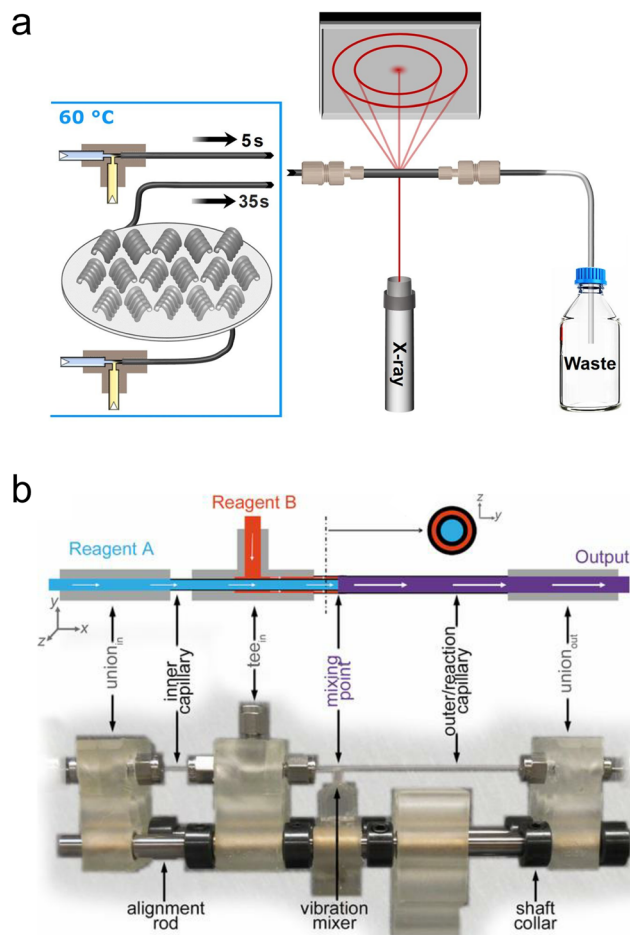 a
60 °C
5s
35s
X-ray
Waste
b
Reagent B
Reagent A
z
y
Output
y
x
z
union_in
inner
capillary
tee_in
mixing
point
outer/reaction
capillary
union_out
alignment
rod
vibration
mixer
shaft
collar